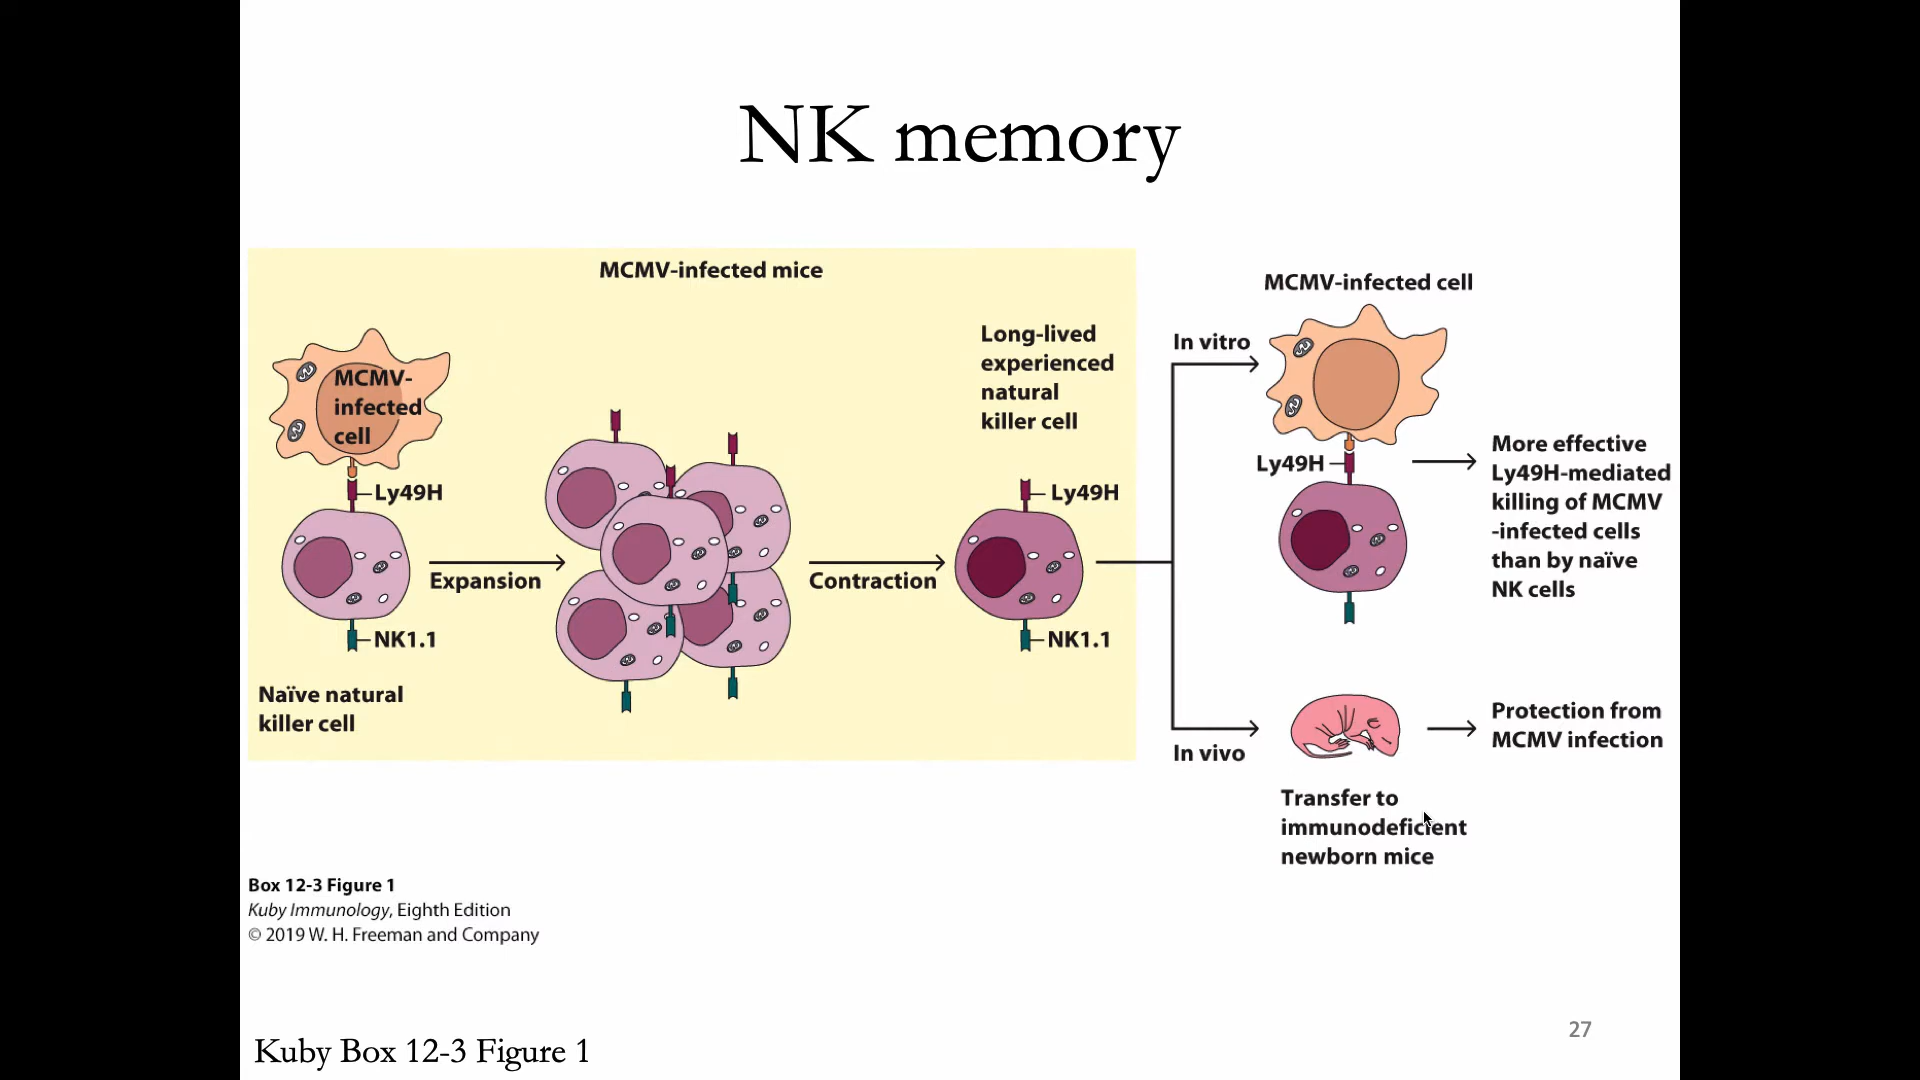 NK memory
MCMV-infected mice
MCMV-
infected
cell
Ly49H
NK1.1
Naïve natural
killer cell
Expansion
Contraction
Long-lived
experienced
natural
killer cell
Ly49H
NK1.1
In vitro
MCMV-infected cell
Ly49H
More effective
Ly49H-mediated
killing of MCMV
-infected cells
than by naïve
NK cells
In vivo
Transfer to
immunodeficient
newborn mice
Protection from
MCMV infection
Box 12-3 Figure 1
Kuby Immunology, Eighth Edition
© 2019 W. H. Freeman and Company
27
Kuby Box 12-3 Figure 1